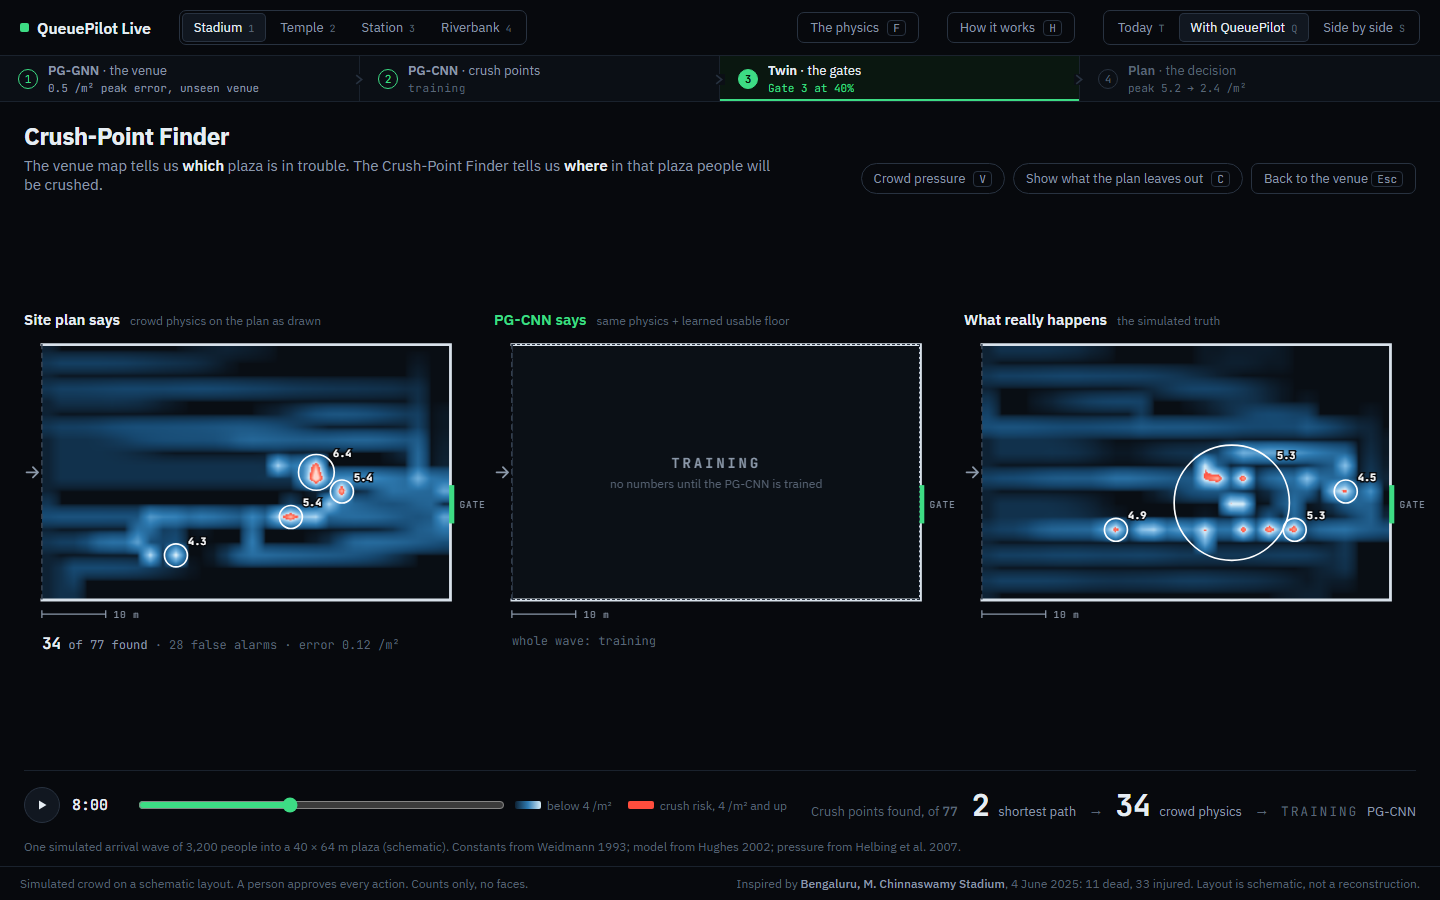 QueuePilot Live
Stadium 1 Temple 2 Station 3 Riverbank 4
The physics F How it works H Today T With QueuePilot Q Side by side S
1 PG-GNN · the venue
0.5 /m² peak error, unseen venue
2 PG-CNN · crush points
training
3 Twin · the gates
Gate 3 at 40%
4 Plan · the decision
peak 5.2 → 2.4 /m²
Crush-Point Finder
The venue map tells us which plaza is in trouble. The Crush-Point Finder tells us where in that plaza people will
be crushed.
Crowd pressure V Show what the plan leaves out C Back to the venue Esc
Site plan says crowd physics on the plan as drawn
6.4
5.4
5.4
4.3
GATE
10 m
34 of 77 found · 28 false alarms · error 0.12 /m²
PG-CNN says same physics + learned usable floor
TRAINING
no numbers until the PG-CNN is trained
GATE
10 m
whole wave: training
What really happens the simulated truth
5.3
4.5
4.9
5.3
GATE
10 m
8:00 below 4 /m² crush risk, 4 /m² and up Crush points found, of 77 2 shortest path → 34 crowd physics → TRAINING PG-CNN
One simulated arrival wave of 3,200 people into a 40 × 64 m plaza (schematic). Constants from Weidmann 1993; model from Hughes 2002; pressure from Helbing et al. 2007.
Simulated crowd on a schematic layout. A person approves every action. Counts only, no faces.
Inspired by Bengaluru, M. Chinnaswamy Stadium, 4 June 2025: 11 dead, 33 injured. Layout is schematic, not a reconstruction.